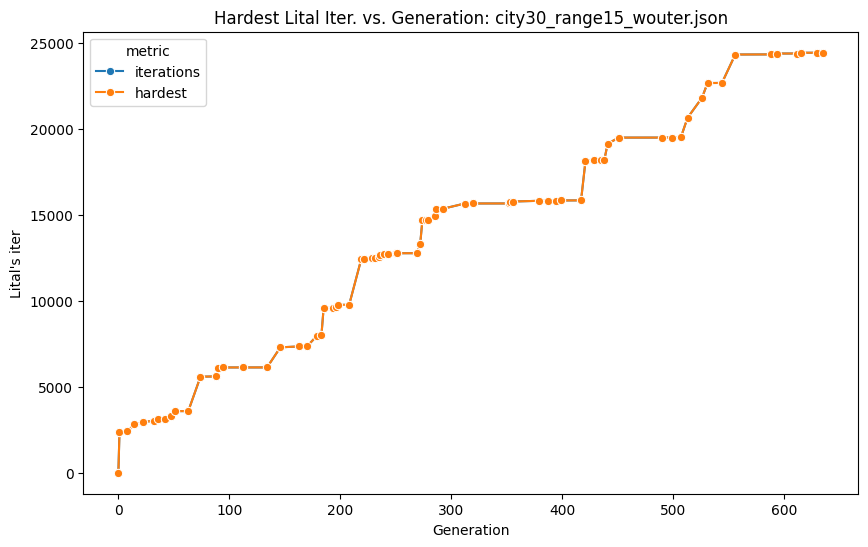 Hardest Lital Iter. vs. Generation: city30_range15_wouter.json
metric
iterations
hardest
25000
20000
15000
10000
5000
0
Lital's iter
0 100 200 300 400 500 600
Generation